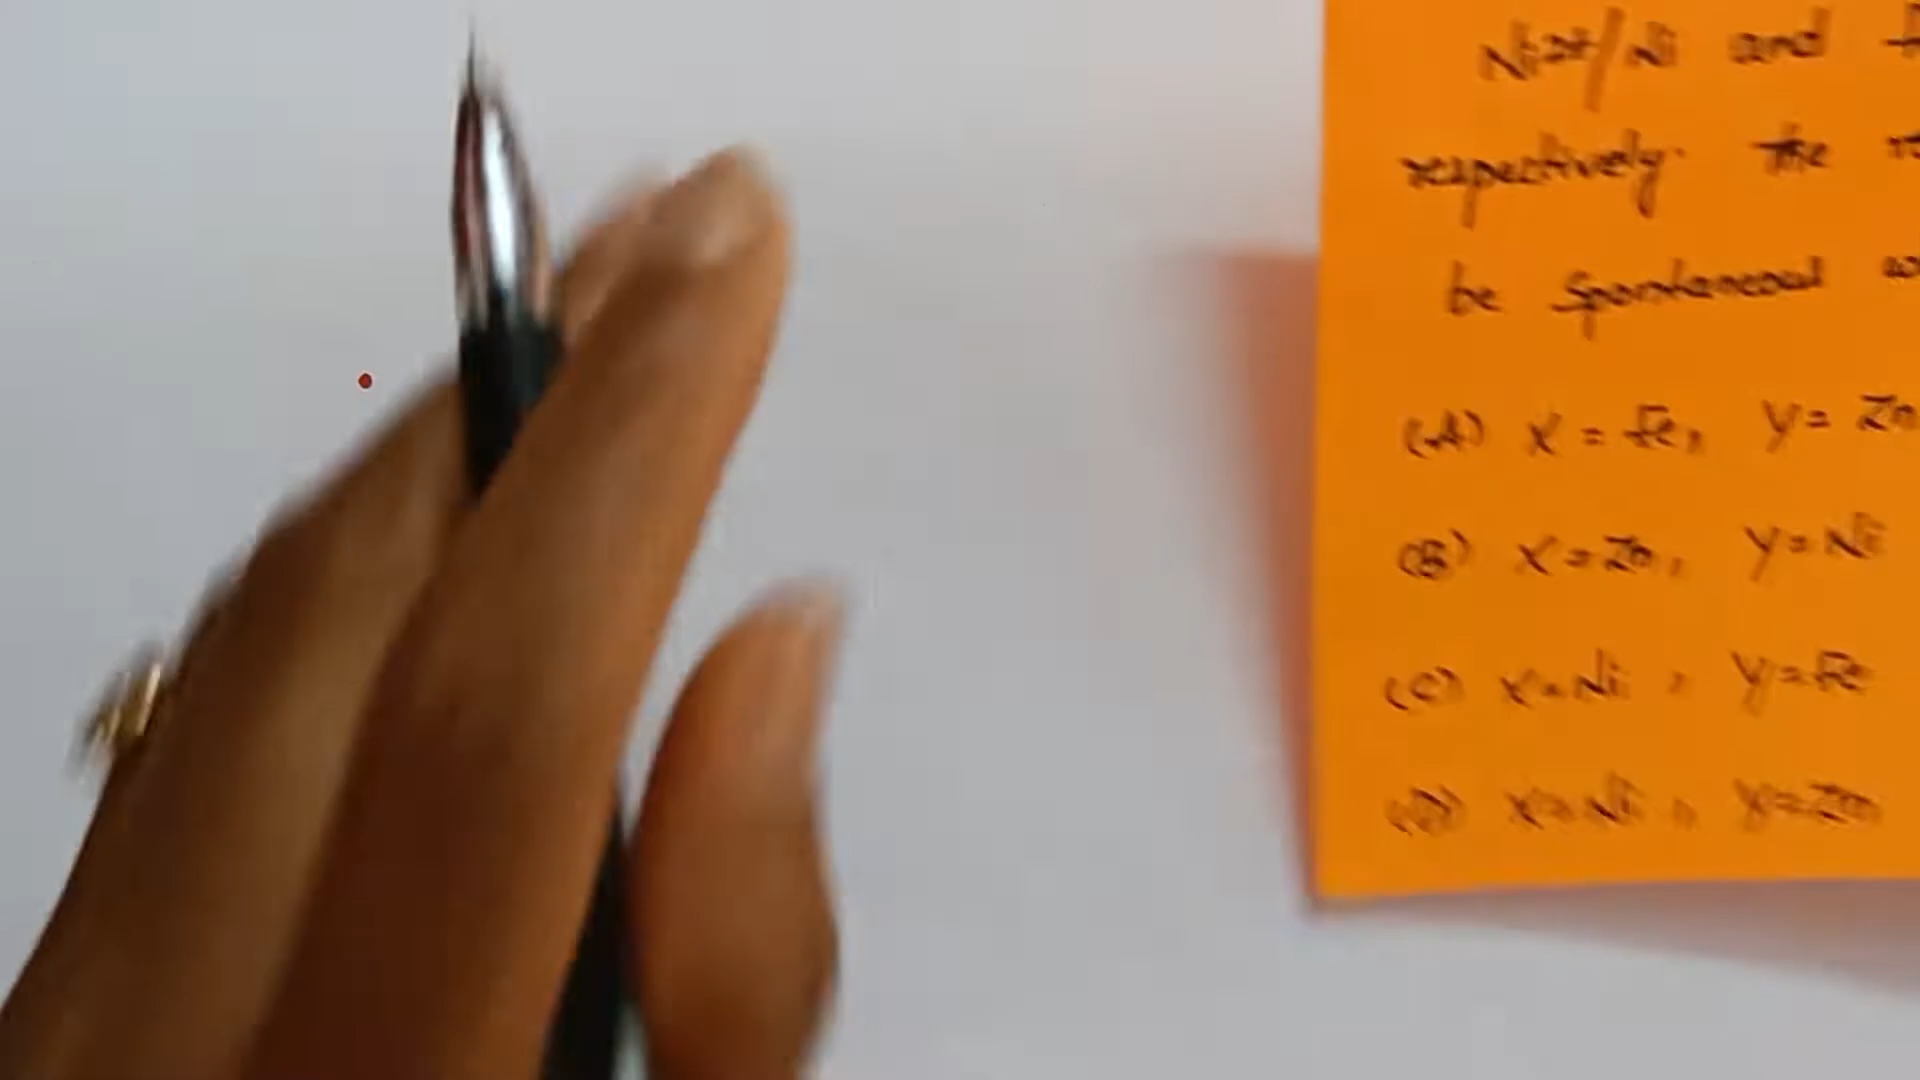 Ni2+/Ni and
respectively. The
be spontaneous
(A) X = Fe, Y = Zn
(B) X = Zn, Y = Ni
(C) X = Ni, Y = Fe
(D) X = Ni, Y = Zn